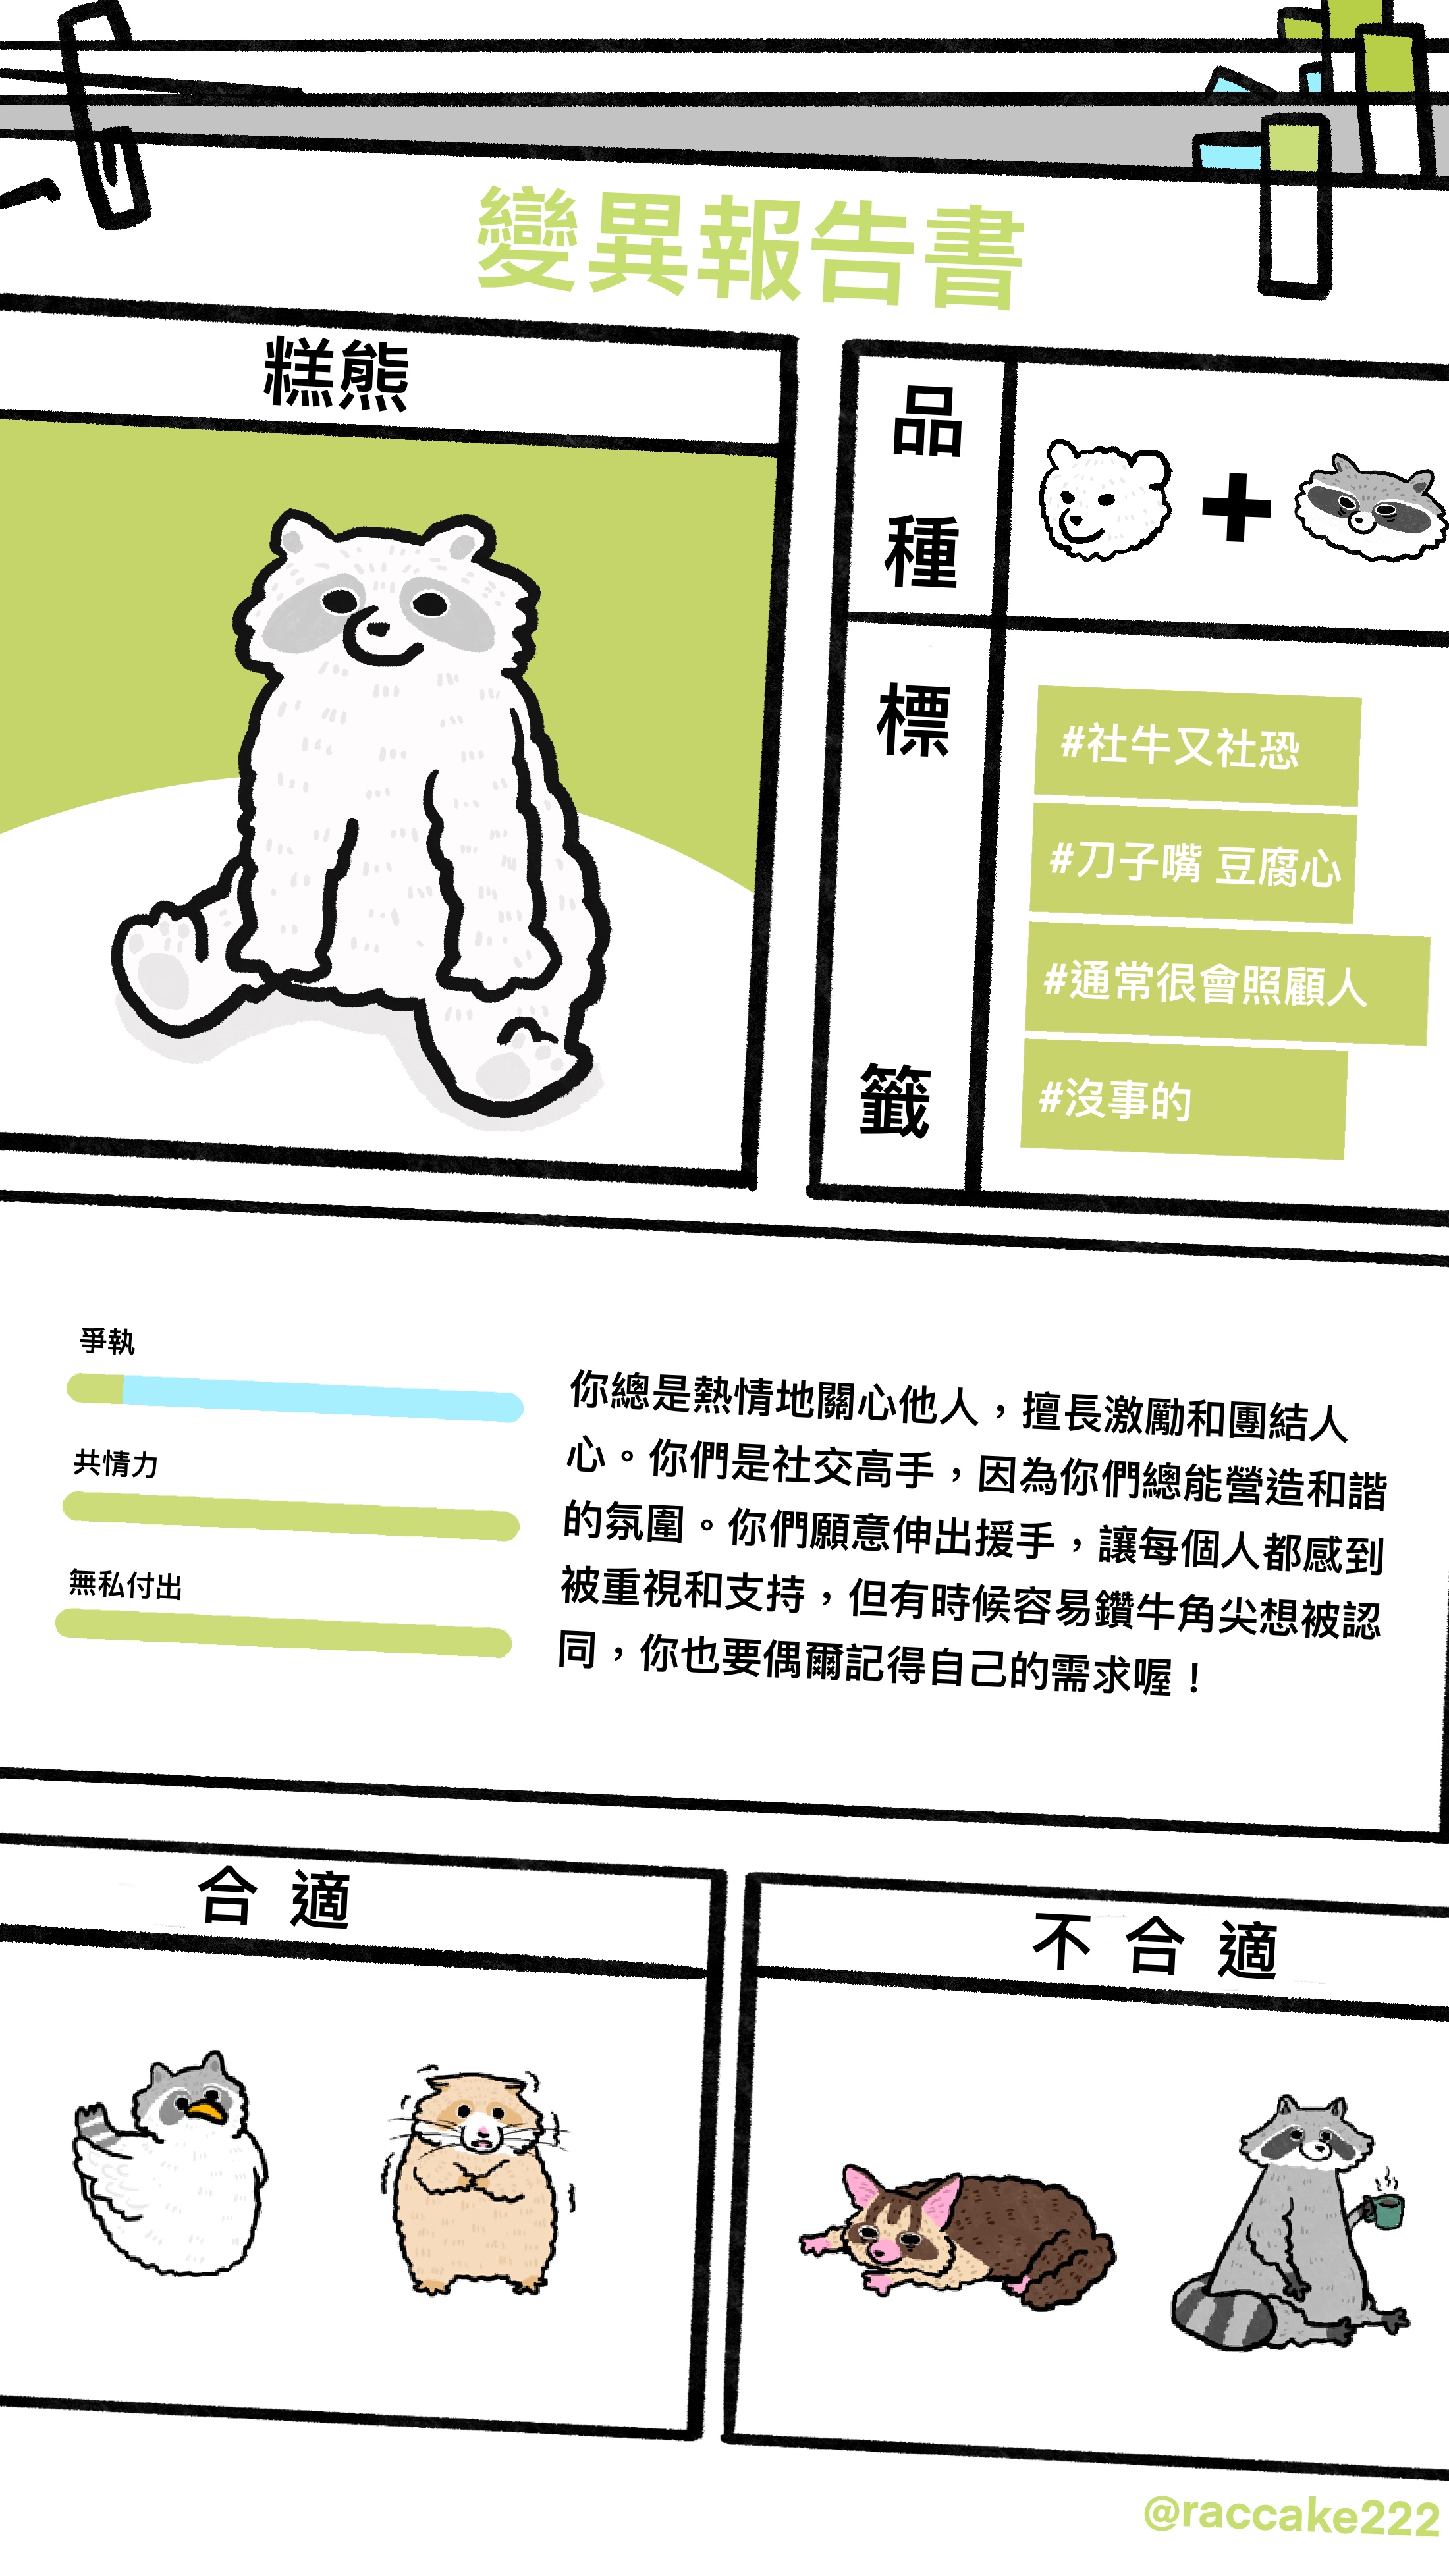 變異報告書
糕熊
品種
標籤
#社牛又社恐
#刀子嘴 豆腐心
#通常很會照顧人
#沒事的
爭執
共情力
無私付出
你總是熱情地關心他人，擅長激勵和團結人
心。你們是社交高手，因為你們總能營造和諧
的氛圍。你們願意伸出援手，讓每個人都感到
被重視和支持，但有時候容易鑽牛角尖想被認
同，你也要偶爾記得自己的需求喔！
合適
不合適
@raccake222